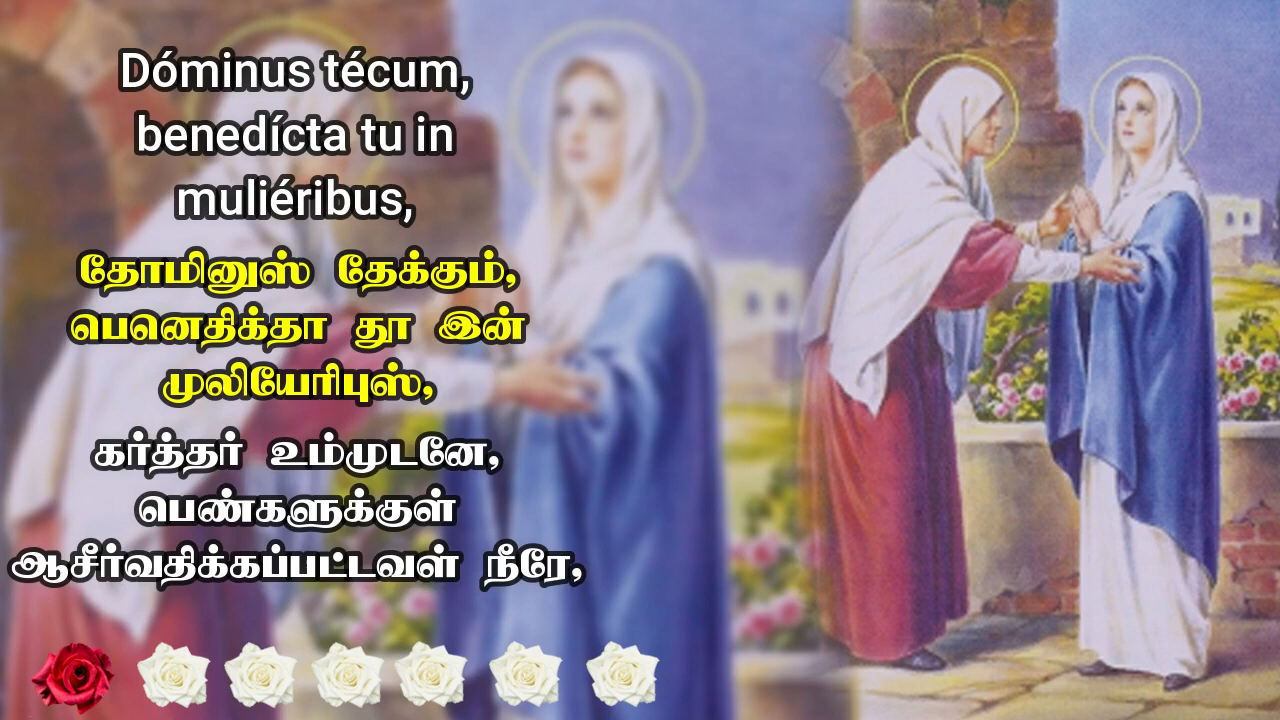 Dóminus técum,
benedícta tu in
muliéribus,
தோமினுஸ் தேக்கும்,
பெனெதிக்தா தூ இன்
முலியேரிபுஸ்,
கர்த்தர் உம்முடனே,
பெண்களுக்குள்
ஆசீர்வதிக்கப்பட்டவள் நீரே,